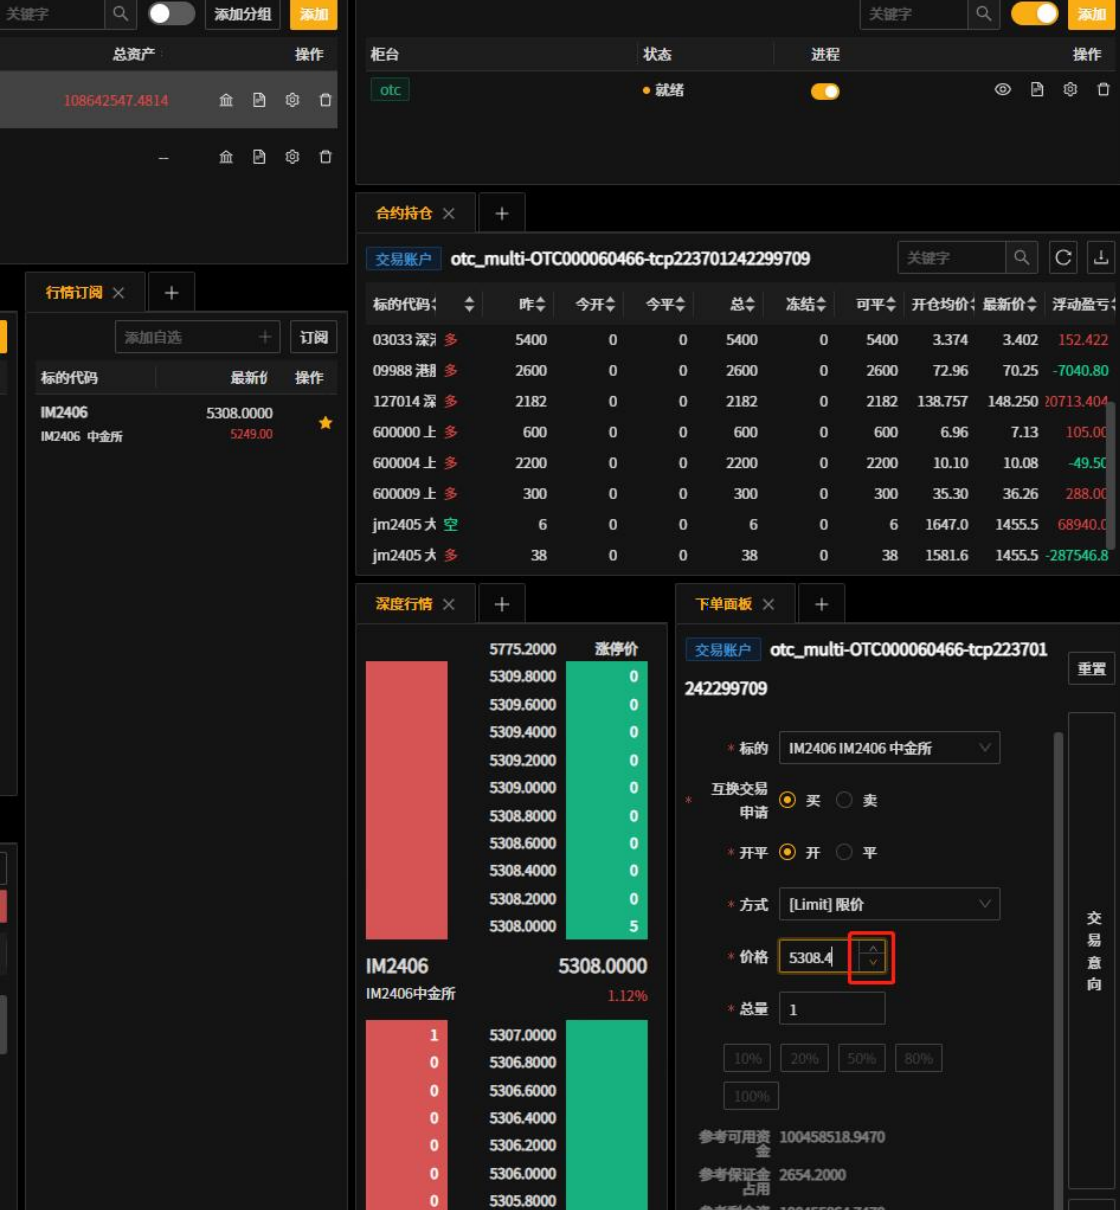 关键字 添加分组 添加
总资产 操作
108642547.4814
--
关键字 添加
柜台 状态 进程 操作
otc 就绪
合约持仓
交易账户 otc_multi-OTC000060466-tcp223701242299709 关键字
标的代码 昨 今开 今平 总 冻结 可平 开仓均价 最新价 浮动盈亏
03033 深 多 5400 0 0 5400 0 5400 3.374 3.402 152.422
09988 港股 多 2600 0 0 2600 0 2600 72.96 70.25 -7040.80
127014 深 多 2182 0 0 2182 0 2182 138.757 148.250 20713.404
600000 上 多 600 0 0 600 0 600 6.96 7.13 105.00
600004 上 多 2200 0 0 2200 0 2200 10.10 10.08 -49.50
600009 上 多 300 0 0 300 0 300 35.30 36.26 288.00
jm2405 大 空 6 0 0 6 0 6 1647.0 1455.5 68940.0
jm2405 大 多 38 0 0 38 0 38 1581.6 1455.5 -287546.8
行情订阅
添加自选 订阅
标的代码 最新价 操作
IM2406 5308.0000
IM2406 中金所 5249.00
深度行情
5775.2000 涨停价
5309.8000 0
5309.6000 0
5309.4000 0
5309.2000 0
5309.0000 0
5308.8000 0
5308.6000 0
5308.4000 0
5308.2000 0
5308.0000 5
IM2406 5308.0000
IM2406中金所 1.12%
1 5307.0000
0 5306.8000
0 5306.6000
0 5306.4000
0 5306.2000
0 5306.0000
0 5305.8000
下单面板
交易账户 otc_multi-OTC000060466-tcp223701
242299709
重置
* 标的 IM2406 IM2406 中金所
* 互换交易
申请 买 卖
* 开平 开 平
* 方式 [Limit] 限价
* 价格 5308.4
* 总量 1
10% 20% 50% 80%
100%
参考可用资
金 100458518.9470
参考保证金
占用 2654.2000
交
易
意
向